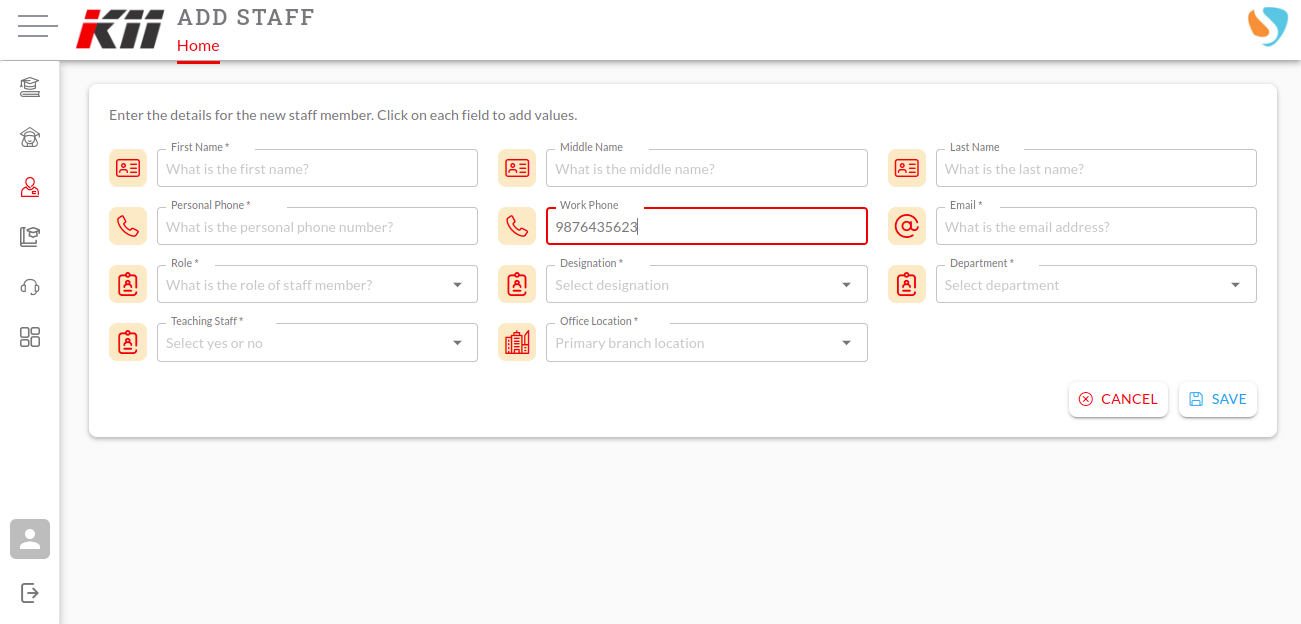 KII
ADD STAFF
Home
Enter the details for the new staff member. Click on each field to add values.
First Name *
What is the first name?
Middle Name
What is the middle name?
Last Name
What is the last name?
Personal Phone *
What is the personal phone number?
Work Phone
9876435623
Email *
What is the email address?
Role *
What is the role of staff member?
Designation *
Select designation
Department *
Select department
Teaching Staff *
Select yes or no
Office Location *
Primary branch location
CANCEL
SAVE